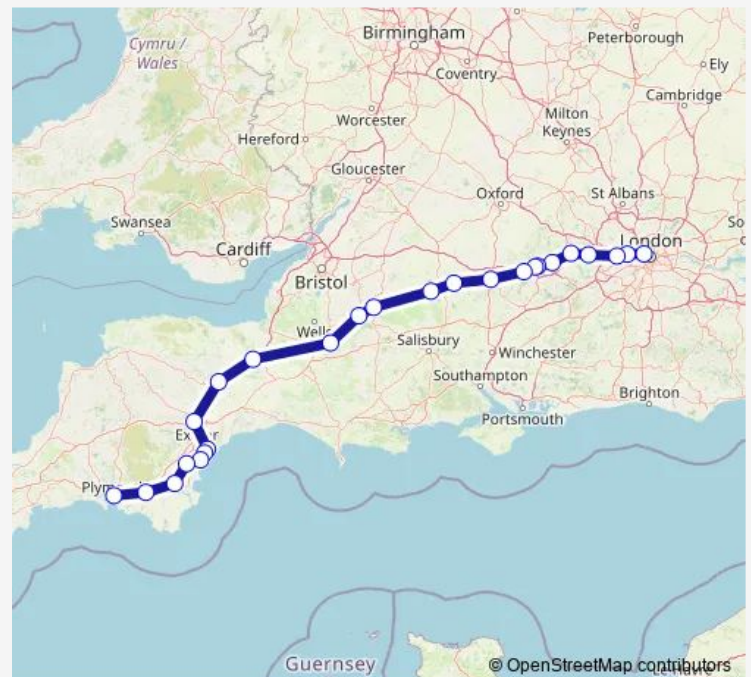 Birmingham
Peterborough
Cymru /
Wales
Ely
Coventry
Cambridge
Worcester
Milton
Keynes
Hereford
Gloucester
Oxford
St Albans
Swansea
So
London
Cardiff
Bristol
Wells
Salisbury
Winchester
Southampton
Brighton
Portsmouth
Guernsey
© OpenStreetMap contributors